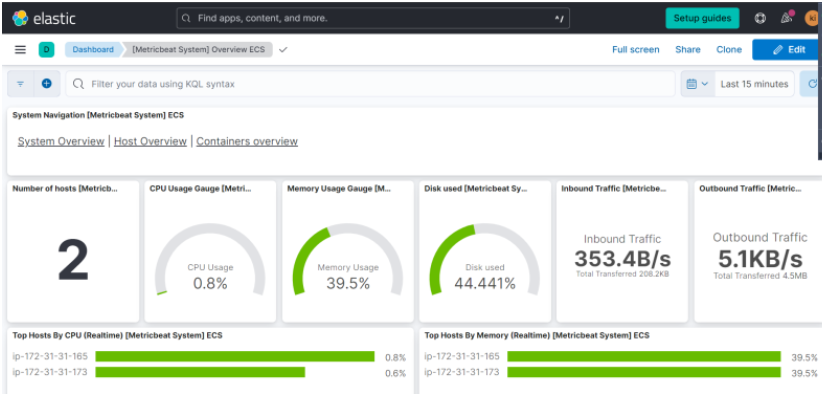 elastic
Find apps, content, and more.
^/
Setup guides
ki
D
Dashboard
[Metricbeat System] Overview ECS
Full screen
Share
Clone
Edit
Filter your data using KQL syntax
Last 15 minutes
System Navigation [Metricbeat System] ECS
System Overview | Host Overview | Containers overview
Number of hosts [Metricb...
CPU Usage Gauge [Metri...
Memory Usage Gauge [M...
Disk used [Metricbeat Sy...
Inbound Traffic [Metricbe...
Outbound Traffic [Metric...
2
CPU Usage
0.8%
Memory Usage
39.5%
Disk used
44.441%
Inbound Traffic
353.4B/s
Total Transferred 208.2KB
Outbound Traffic
5.1KB/s
Total Transferred 4.5MB
Top Hosts By CPU (Realtime) [Metricbeat System] ECS
ip-172-31-31-165 0.8%
ip-172-31-31-173 0.6%
Top Hosts By Memory (Realtime) [Metricbeat System] ECS
ip-172-31-31-165 39.5%
ip-172-31-31-173 39.5%